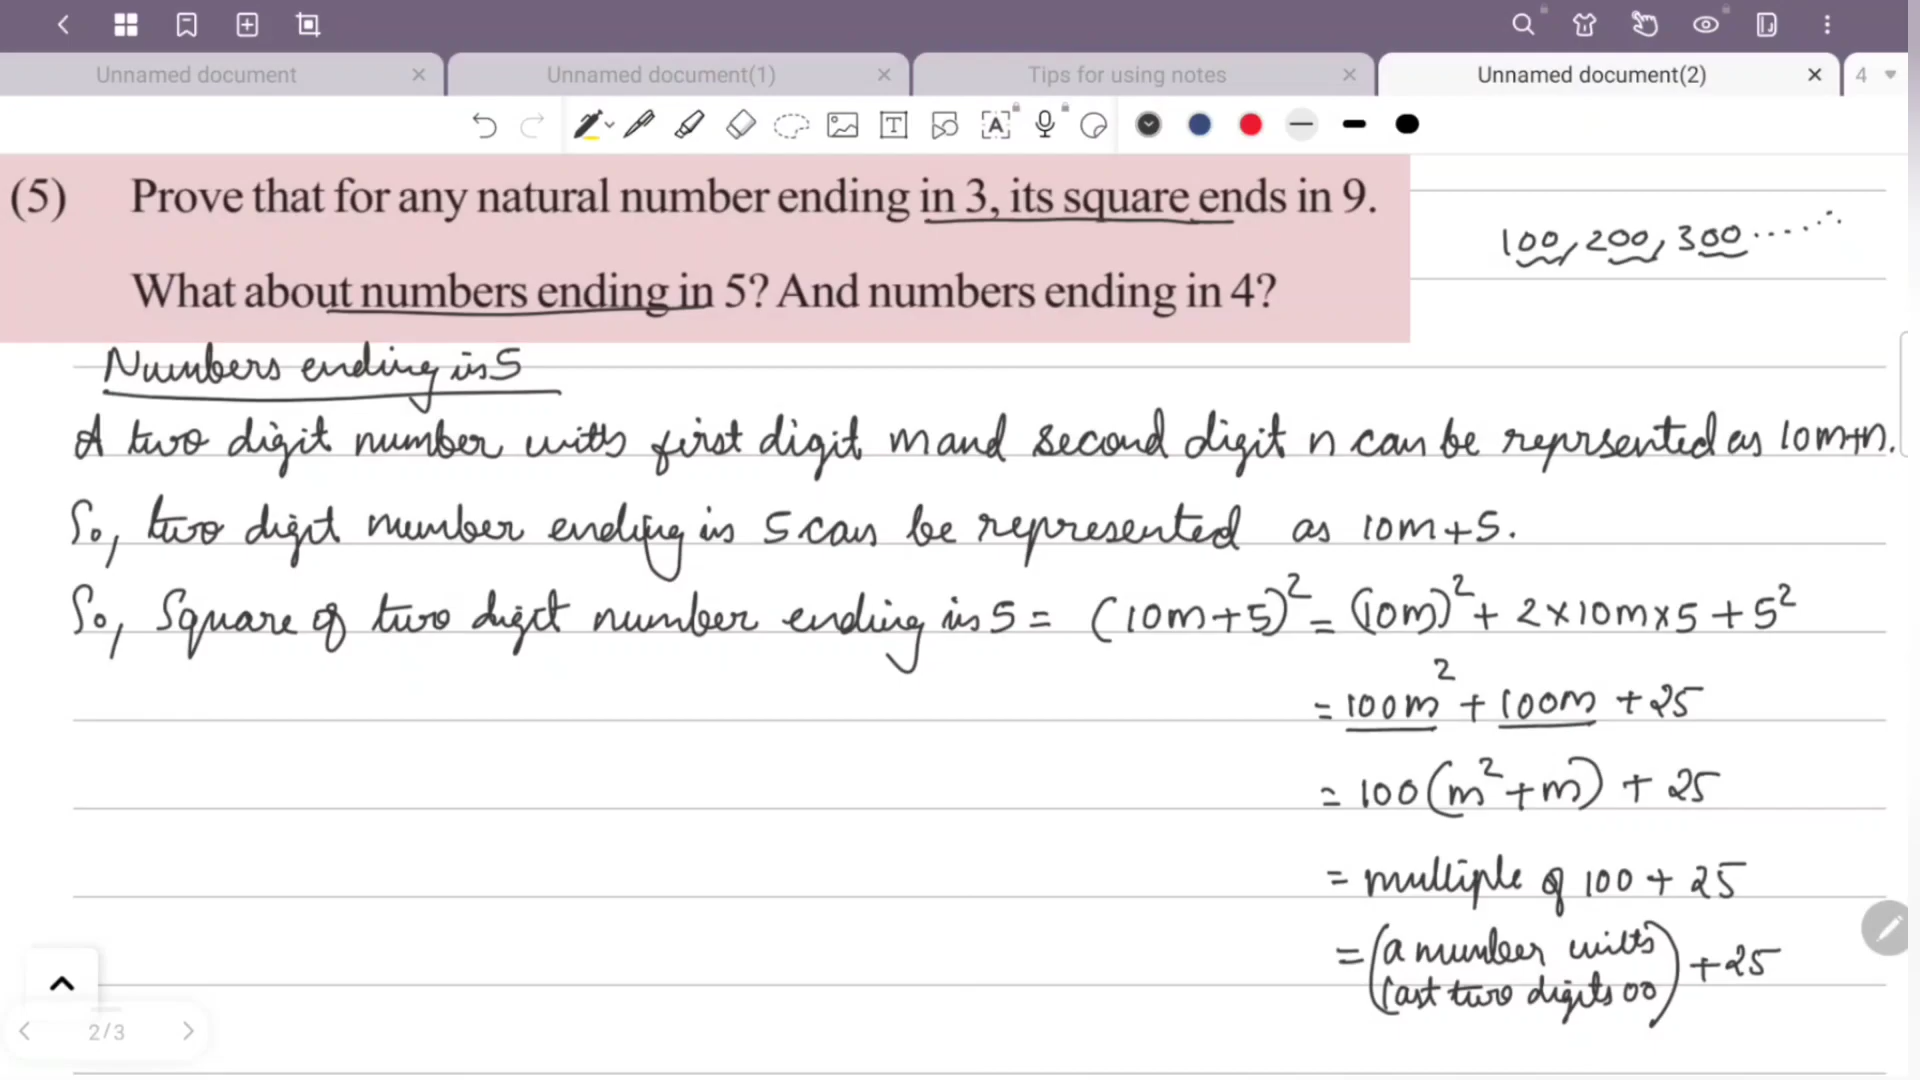 Unnamed document
Unnamed document(1)
Tips for using notes
Unnamed document(2)
4
(5) Prove that for any natural number ending in 3, its square ends in 9.
What about numbers ending in 5? And numbers ending in 4?
100, 200, 300 .......
Numbers ending in 5
A two digit number with first digit m and second digit n can be reprsented as 10m+n.
So, two digit number ending in 5 can be represented as 10m+5.
So, Square of two digit number ending in 5 = (10m+5)² = (10m)² + 2×10m×5 + 5²
= 100m² + 100m + 25
= 100(m²+m) + 25
= multiple of 100 + 25
= (a number with last two digits 00) + 25
2/3